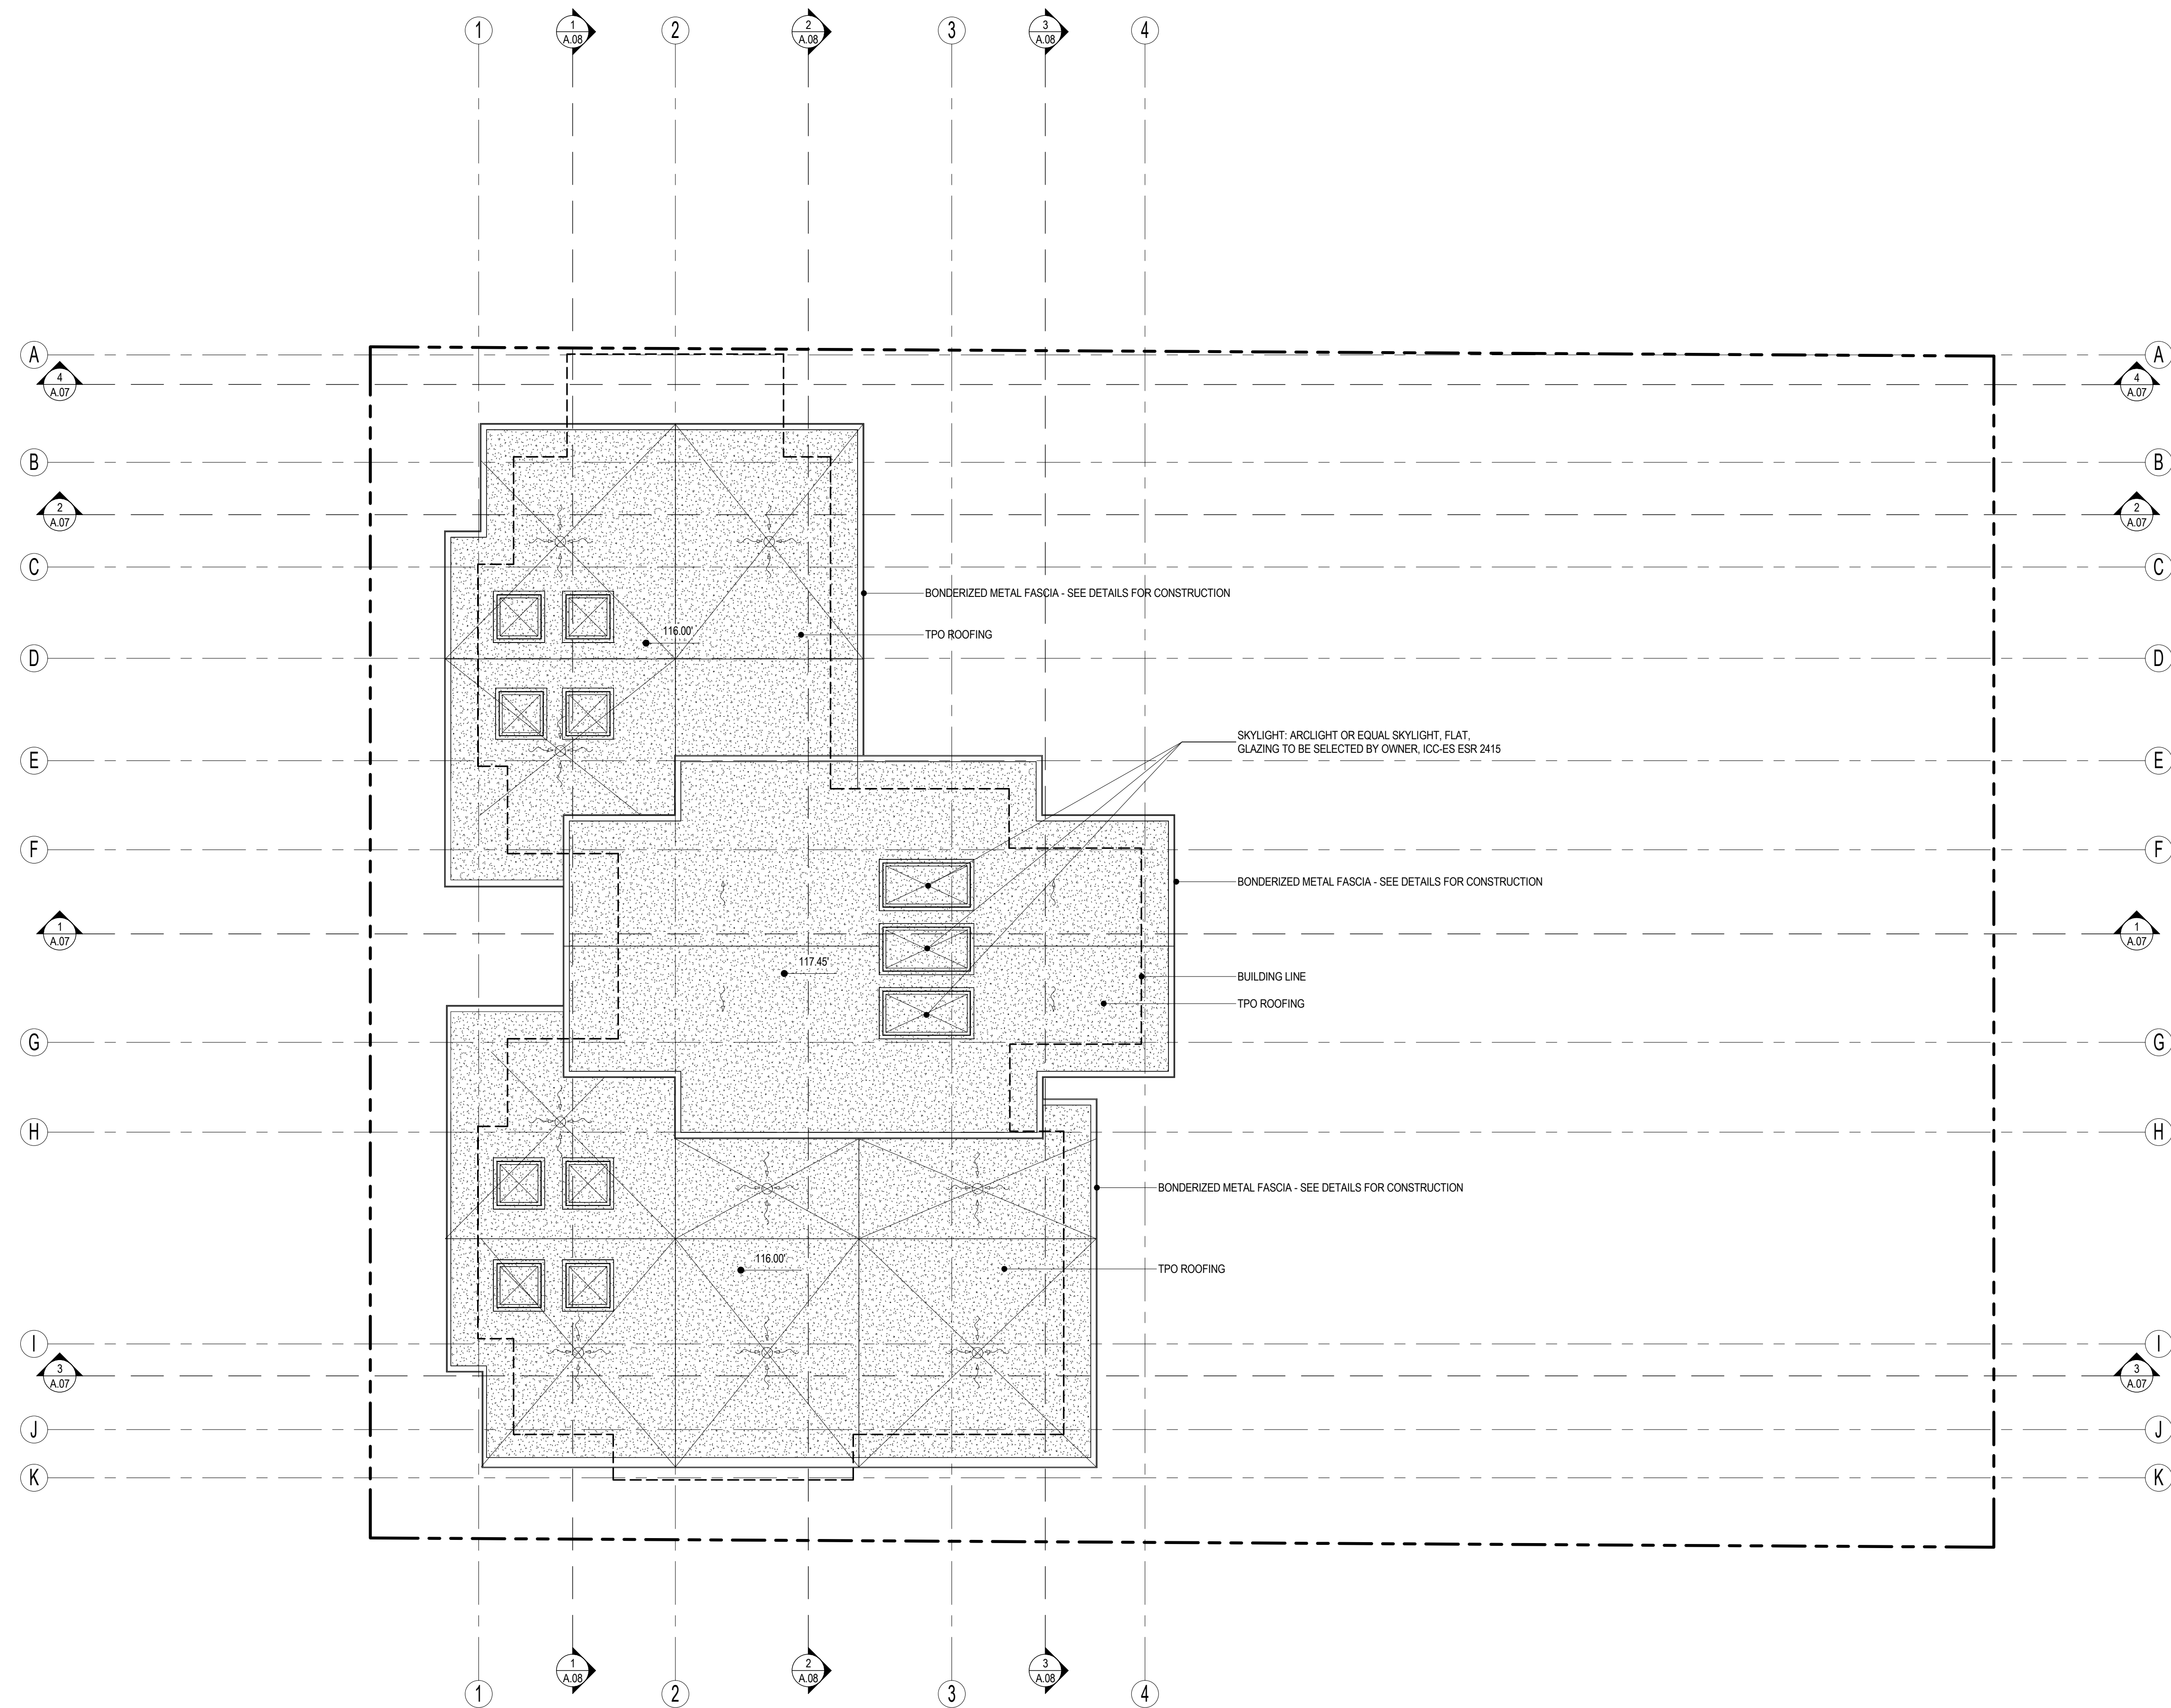 1
1
A.08
2
2
A.08
3
3
A.08
4
A
A
4
A.07
4
A.07
B
B
2
A.07
2
A.07
C
C
BONDERIZED METAL FASCIA - SEE DETAILS FOR CONSTRUCTION
116.00'
TPO ROOFING
D
D
SKYLIGHT: ARCLIGHT OR EQUAL SKYLIGHT, FLAT,
GLAZING TO BE SELECTED BY OWNER, ICC-ES ESR 2415
E
E
F
F
BONDERIZED METAL FASCIA - SEE DETAILS FOR CONSTRUCTION
1
A.07
1
A.07
117.45'
BUILDING LINE
TPO ROOFING
G
G
H
H
BONDERIZED METAL FASCIA - SEE DETAILS FOR CONSTRUCTION
116.00'
TPO ROOFING
I
I
3
A.07
3
A.07
J
J
K
K
1
1
A.08
2
2
A.08
3
3
A.08
4